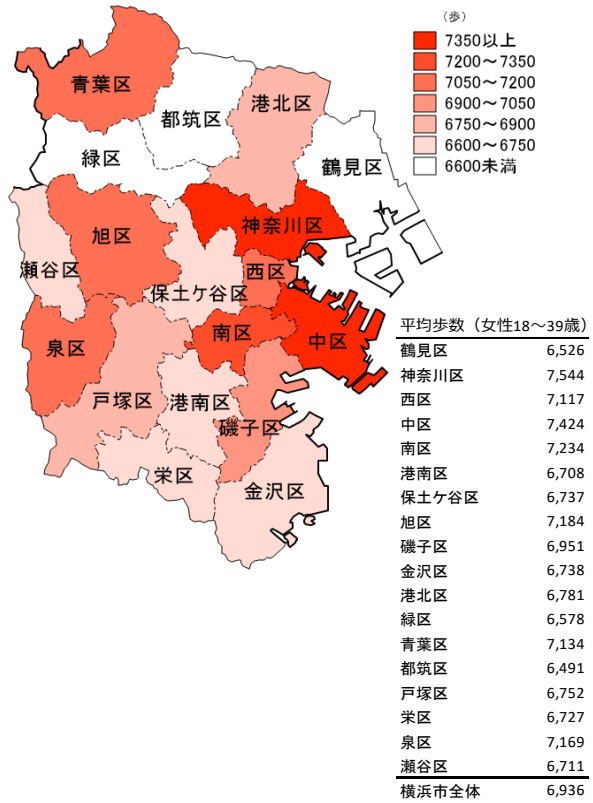 （歩）
7350以上
7200～7350
7050～7200
6900～7050
6750～6900
6600～6750
6600未満
青葉区
都筑区
港北区
緑区
鶴見区
神奈川区
旭区
瀬谷区
西区
保土ケ谷区
南区
中区
泉区
戸塚区
港南区
磯子区
栄区
金沢区
平均歩数（女性18～39歳）
鶴見区 6,526
神奈川区 7,544
西区 7,117
中区 7,424
南区 7,234
港南区 6,708
保土ケ谷区 6,737
旭区 7,184
磯子区 6,951
金沢区 6,738
港北区 6,781
緑区 6,578
青葉区 7,134
都筑区 6,491
戸塚区 6,752
栄区 6,727
泉区 7,169
瀬谷区 6,711
横浜市全体 6,936